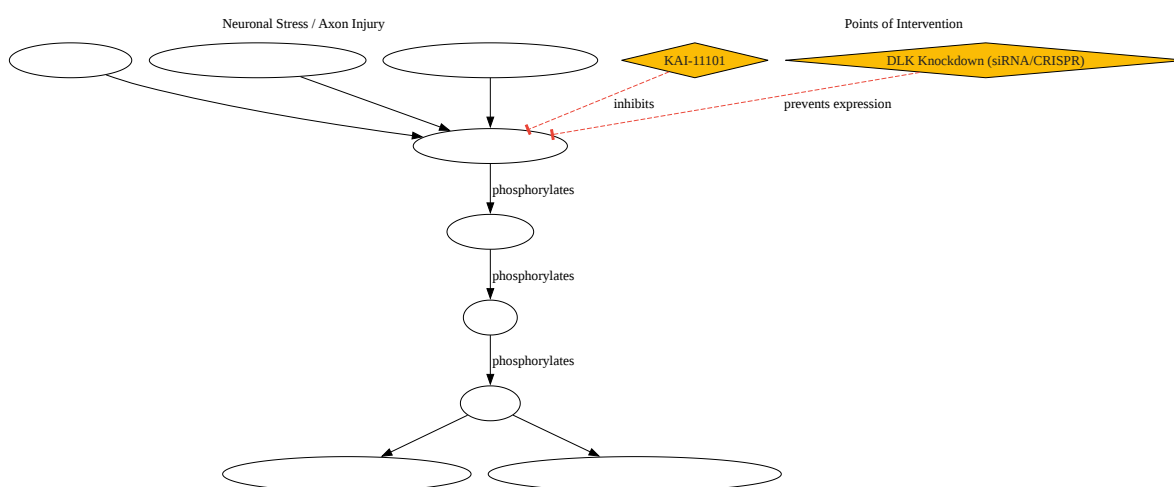 Neuronal Stress / Axon Injury
Points of Intervention
KAI-11101
DLK Knockdown (siRNA/CRISPR)
inhibits
prevents expression
phosphorylates
phosphorylates
phosphorylates